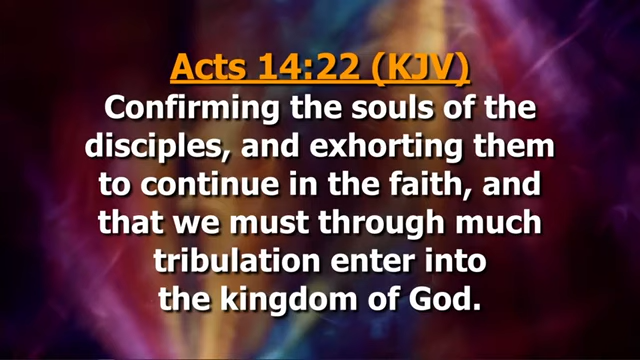 Acts 14:22 (KJV)
Confirming the souls of the
disciples, and exhorting them
to continue in the faith, and
that we must through much
tribulation enter into
the kingdom of God.